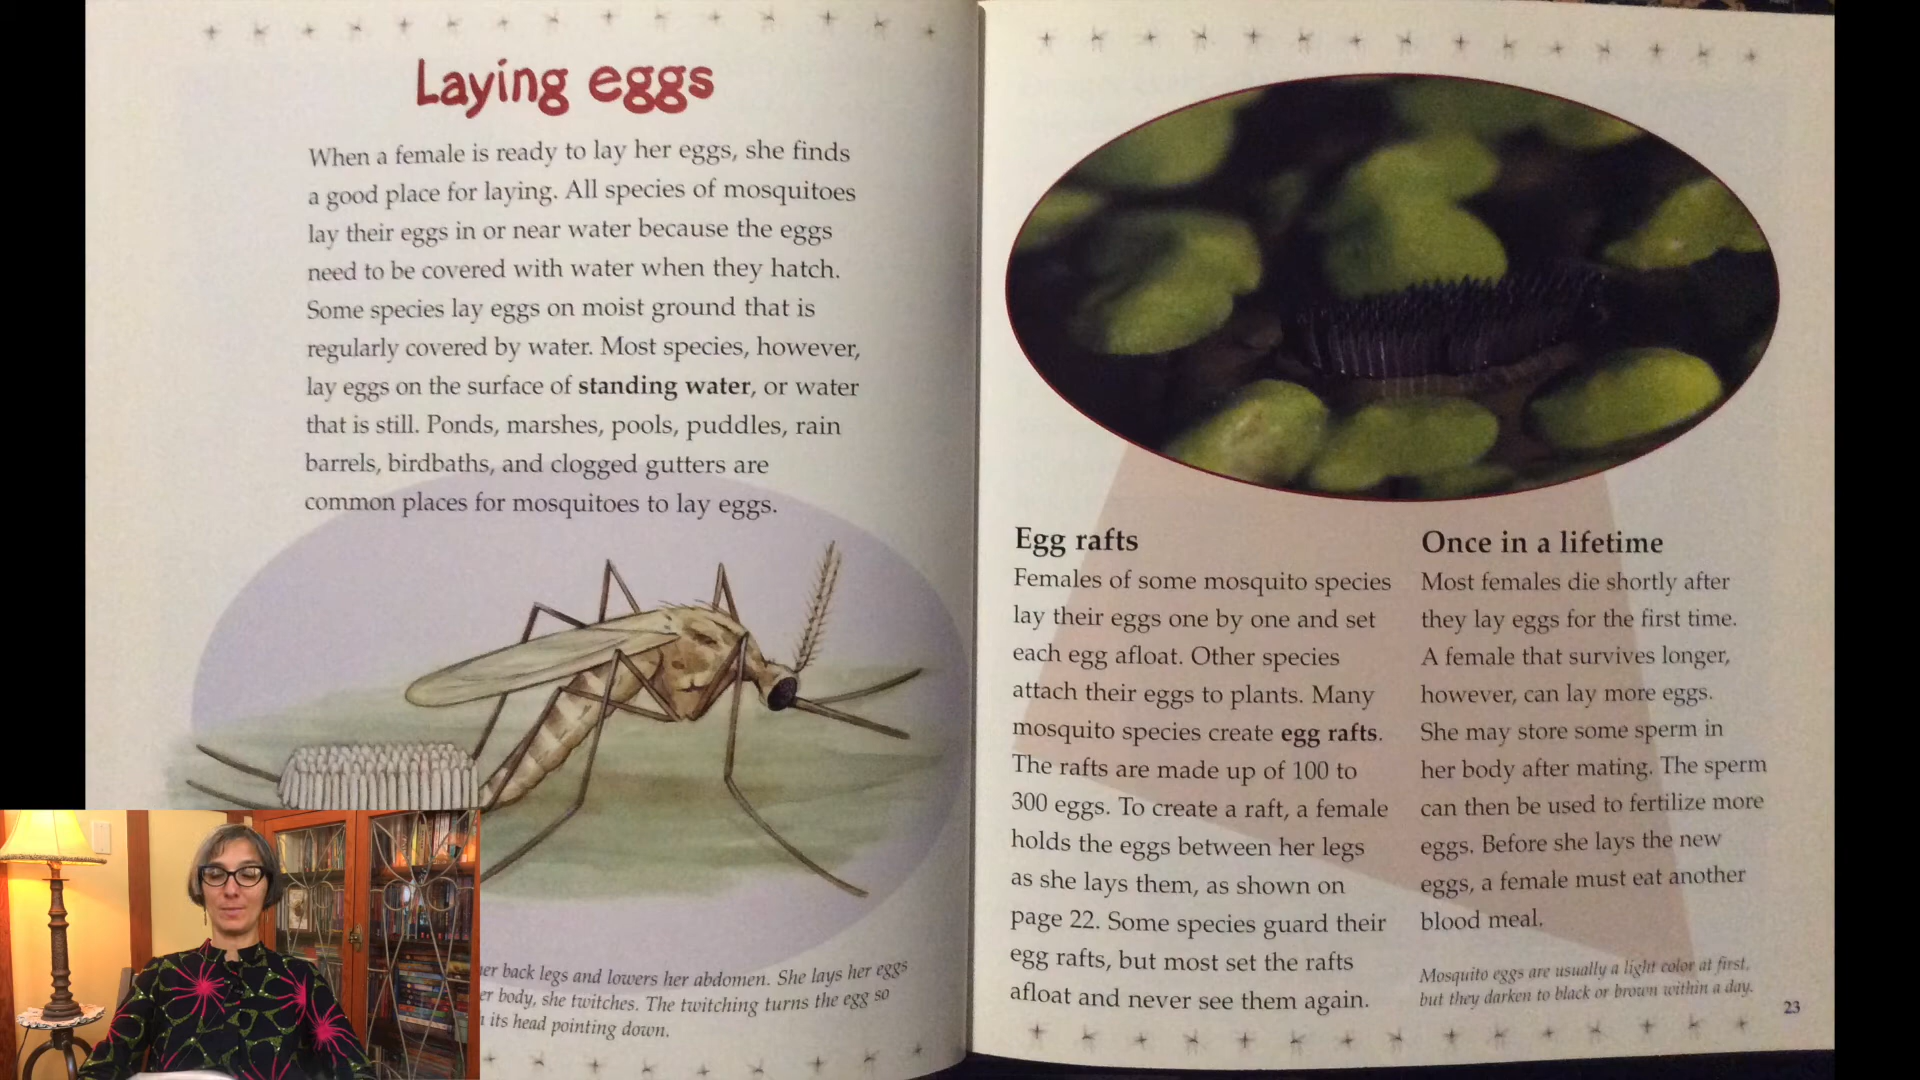 Laying eggs
When a female is ready to lay her eggs, she finds
a good place for laying. All species of mosquitoes
lay their eggs in or near water because the eggs
need to be covered with water when they hatch.
Some species lay eggs on moist ground that is
regularly covered by water. Most species, however,
lay eggs on the surface of standing water, or water
that is still. Ponds, marshes, pools, puddles, rain
barrels, birdbaths, and clogged gutters are
common places for mosquitoes to lay eggs.
her back legs and lowers her abdomen. She lays her eggs
er body, she twitches. The twitching turns the egg so
its head pointing down.
Egg rafts
Females of some mosquito species
lay their eggs one by one and set
each egg afloat. Other species
attach their eggs to plants. Many
mosquito species create egg rafts.
The rafts are made up of 100 to
300 eggs. To create a raft, a female
holds the eggs between her legs
as she lays them, as shown on
page 22. Some species guard their
egg rafts, but most set the rafts
afloat and never see them again.
Once in a lifetime
Most females die shortly after
they lay eggs for the first time.
A female that survives longer,
however, can lay more eggs.
She may store some sperm in
her body after mating. The sperm
can then be used to fertilize more
eggs. Before she lays the new
eggs, a female must eat another
blood meal.
Mosquito eggs are usually a light color at first,
but they darken to black or brown within a day.
23